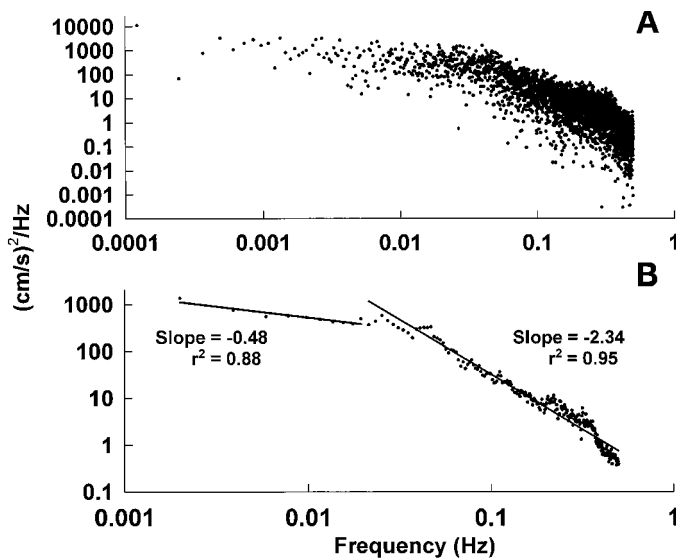 A
10000
1000
100
10
1
0.1
0.01
0.001
0.0001
0.0001
0.001
0.01
0.1
1
(cm/s)²/Hz
B
1000
100
10
1
0.1
Slope = -0.48
r² = 0.88
Slope = -2.34
r² = 0.95
0.001
0.01
0.1
1
Frequency (Hz)